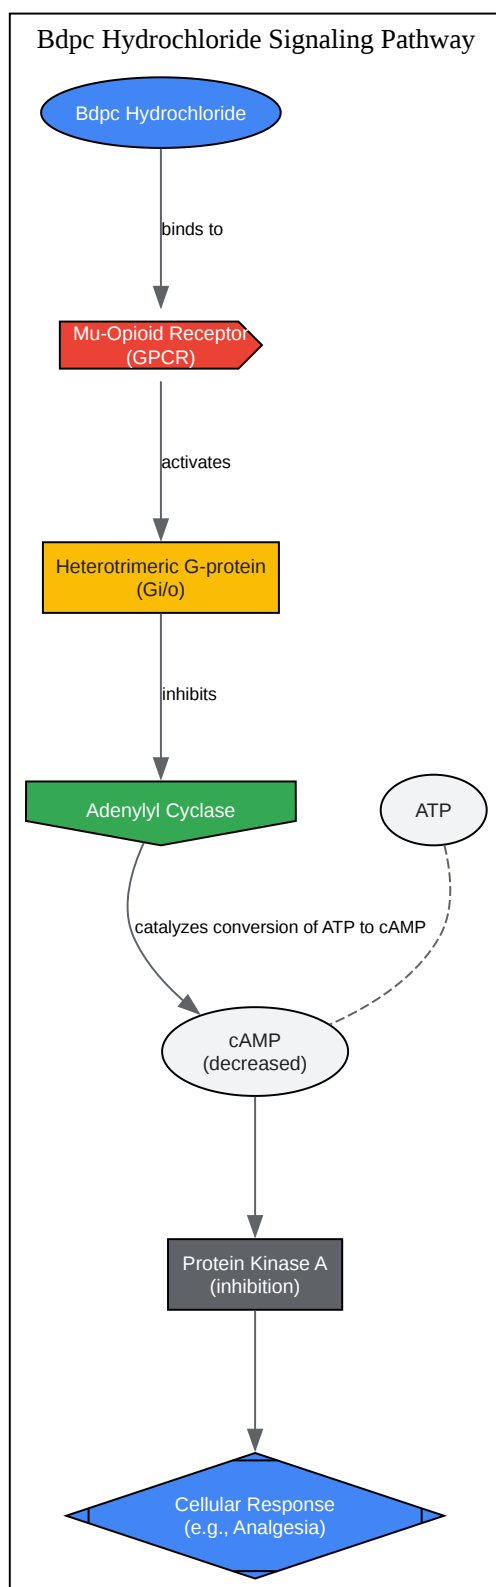 Bdpc Hydrochloride Signaling Pathway
Bdpc Hydrochloride
binds to
Mu-Opioid Receptor
(GPCR)
activates
Heterotrimeric G-protein
(Gi/o)
inhibits
Adenylyl Cyclase
ATP
catalyzes conversion of ATP to cAMP
cAMP
(decreased)
Protein Kinase A
(inhibition)
Cellular Response
(e.g., Analgesia)